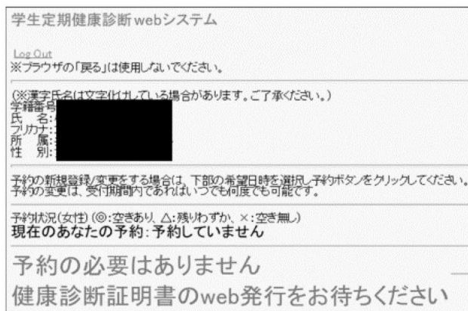 学生定期健康診断webシステム
Log Out
※ブラウザの「戻る」は使用しないでください。
(※漢字氏名は文字化けしている場合があります。ご了承ください。)
学籍番号
氏 名:
フリカナ:
所 属:
性 別:
予約の新規登録/変更をする場合は、下部の希望日時を選択し予約ボタンをクリックしてください。
予約の変更は、受付期間内であればいつでも何度でも可能です。
予約状況(女性) (◎:空きあり、△:残りわずか、×:空き無し)
現在のあなたの予約:予約していません
予約の必要はありません
健康診断証明書のweb発行をお待ちください